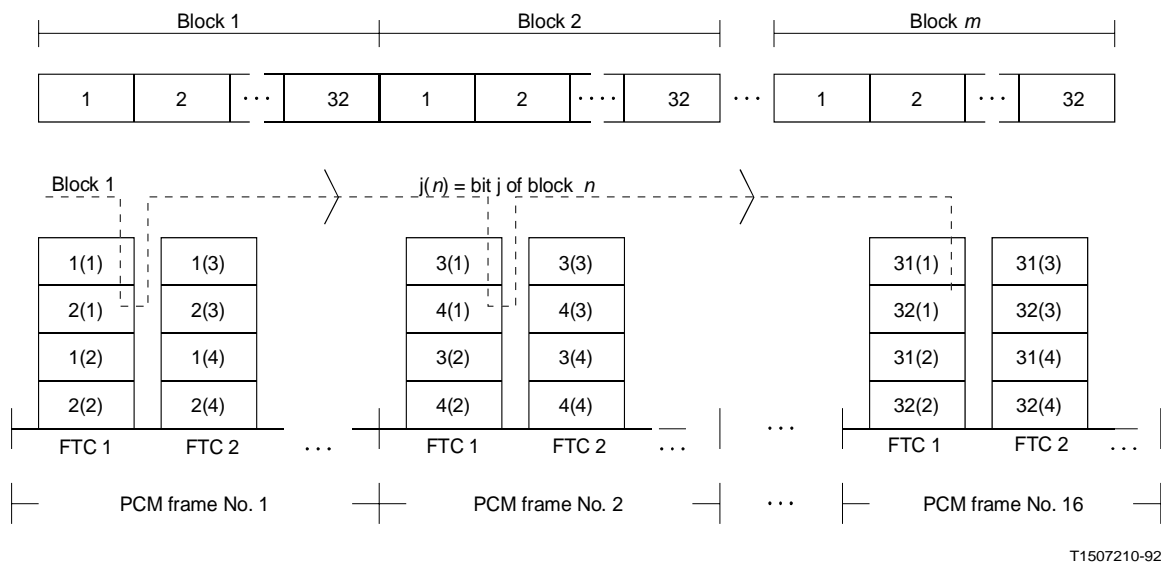 Block 1 Block 2 Block m
1 2 ··· 32 1 2 ···· 32 ··· 1 2 ··· 32
Block 1 j(n) = bit j of block n
1(1) 1(3) 3(1) 3(3) 31(1) 31(3)
2(1) 2(3) 4(1) 4(3) 32(1) 32(3)
1(2) 1(4) 3(2) 3(4) 31(2) 31(4)
2(2) 2(4) 4(2) 4(4) 32(2) 32(4)
FTC 1 FTC 2 ··· FTC 1 FTC 2 ··· ··· FTC 1 FTC 2 ···
PCM frame No. 1 PCM frame No. 2 ··· PCM frame No. 16
T1507210-92